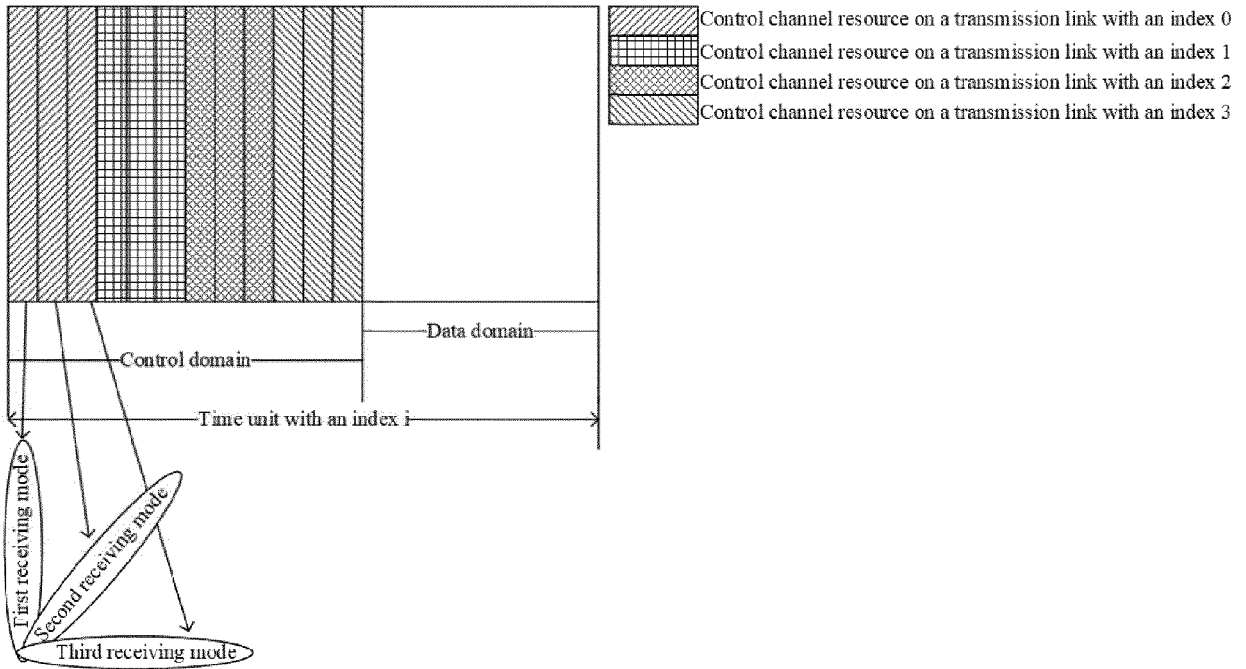 Control channel resource on a transmission link with an index 0
Control channel resource on a transmission link with an index 1
Control channel resource on a transmission link with an index 2
Control channel resource on a transmission link with an index 3
Data domain
Control domain
Time unit with an index i
First receiving mode
Second receiving mode
Third receiving mode